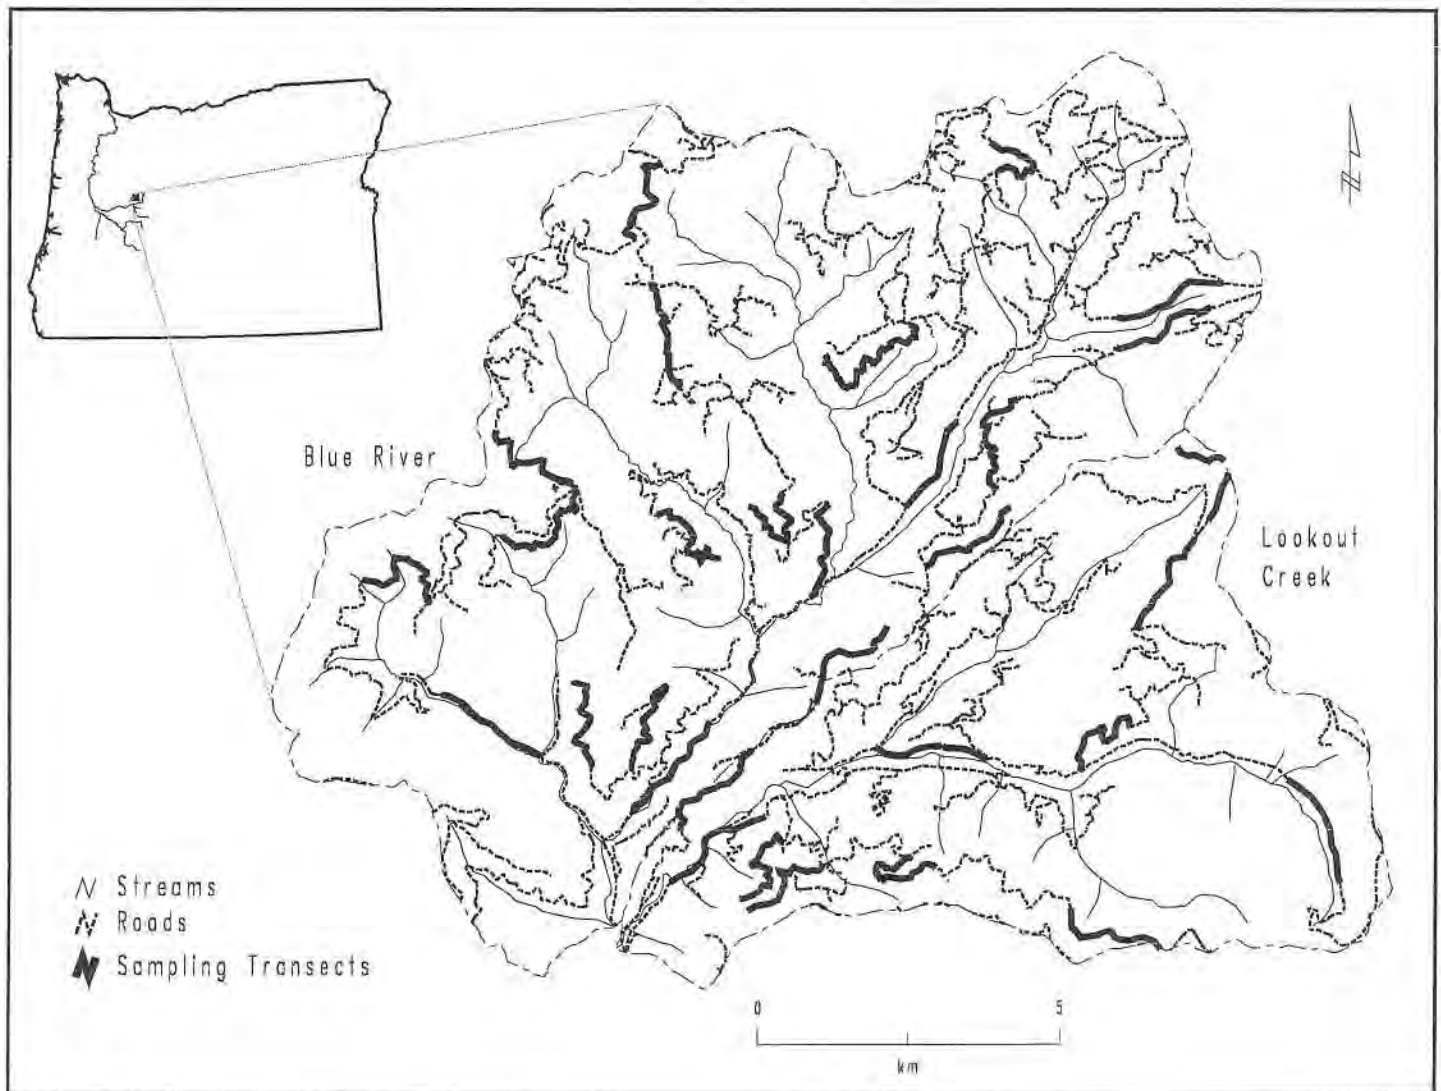 Blue River
Lookout
Creek
Streams
Roads
Sampling Transects
0 5
km